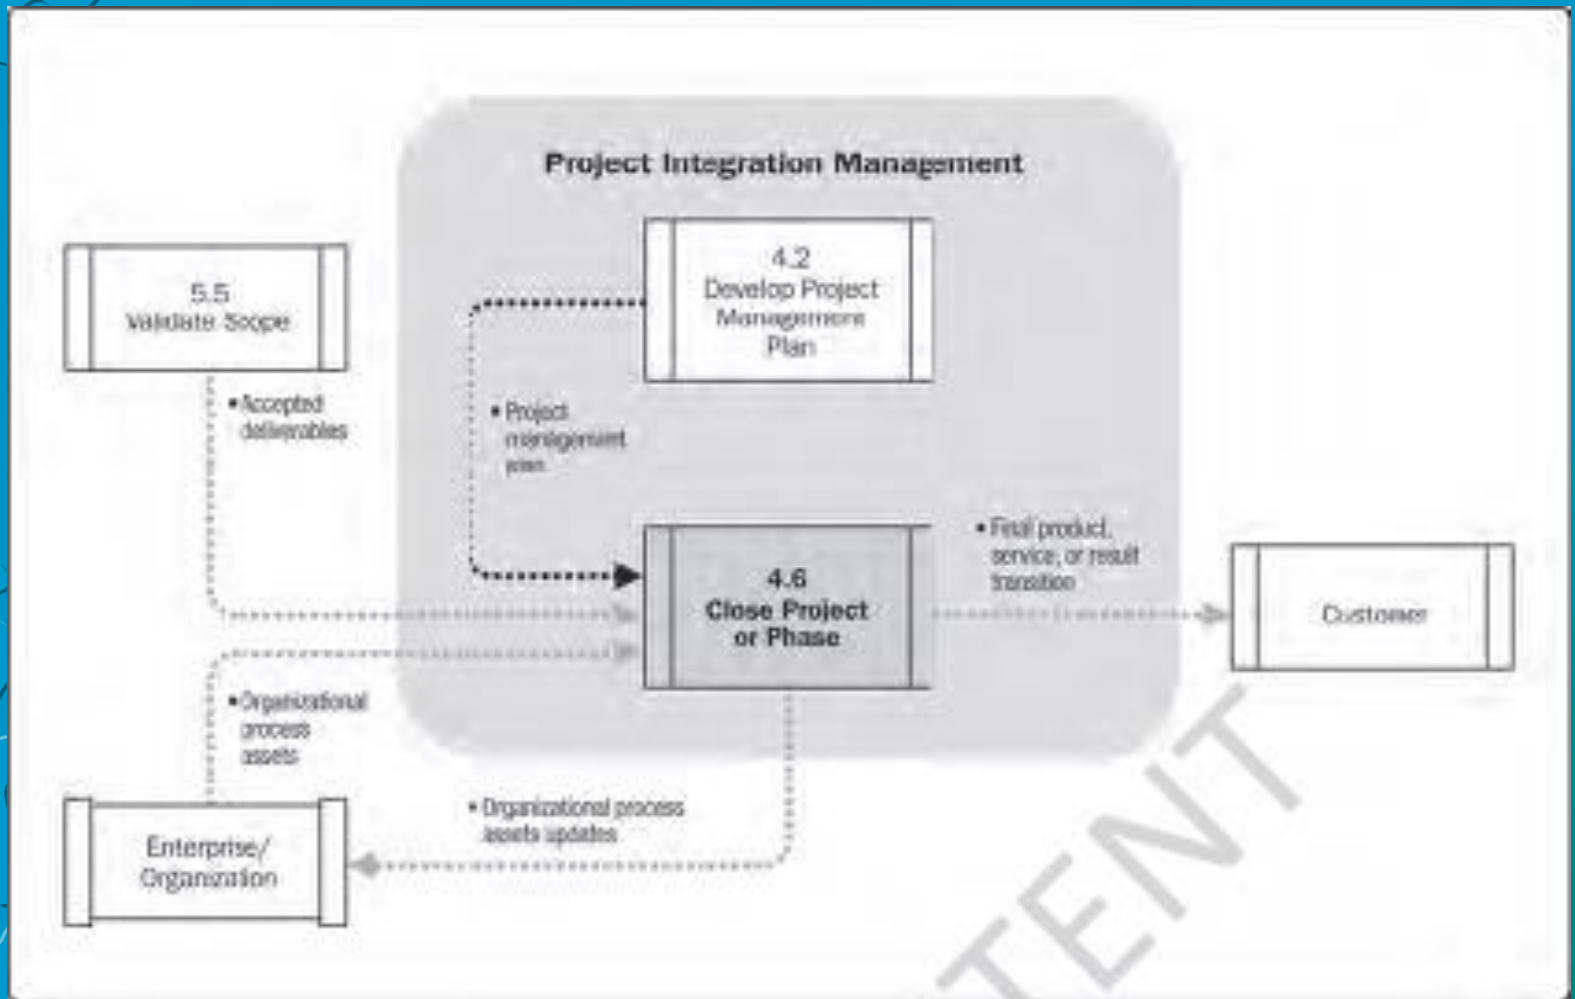 Project Integration Management
5.5
Validate Scope
4.2
Develop Project
Management
Plan
• Accepted
deliverables
• Project
management
plan
4.6
Close Project
or Phase
• Final product,
service, or result
transition
Customer
• Organizational
process
assets
Enterprise/
Organization
• Organizational process
assets updates
TENT